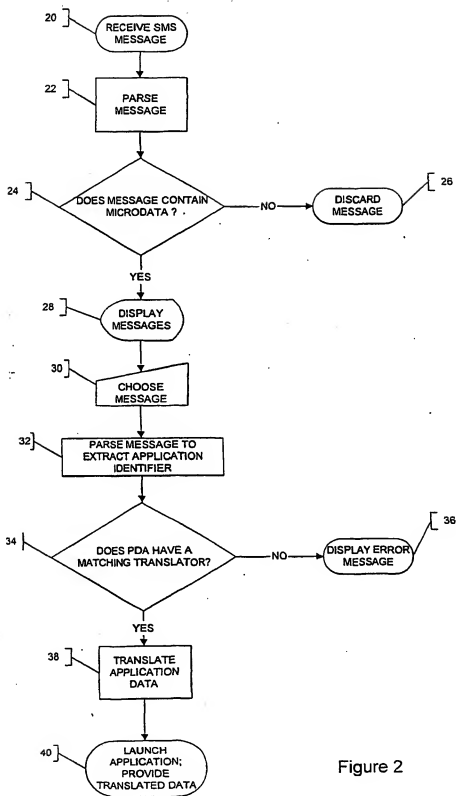 20
RECEIVE SMS
MESSAGE
22
PARSE
MESSAGE
24
DOES MESSAGE CONTAIN
MICRODATA ?
NO
DISCARD
MESSAGE
26
YES
28
DISPLAY
MESSAGES
30
CHOOSE
MESSAGE
32
PARSE MESSAGE TO
EXTRACT APPLICATION
IDENTIFIER
34
DOES PDA HAVE A
MATCHING TRANSLATOR?
NO
DISPLAY ERROR
MESSAGE
36
YES
38
TRANSLATE
APPLICATION
DATA
40
LAUNCH
APPLICATION;
PROVIDE
TRANSLATED DATA
Figure 2